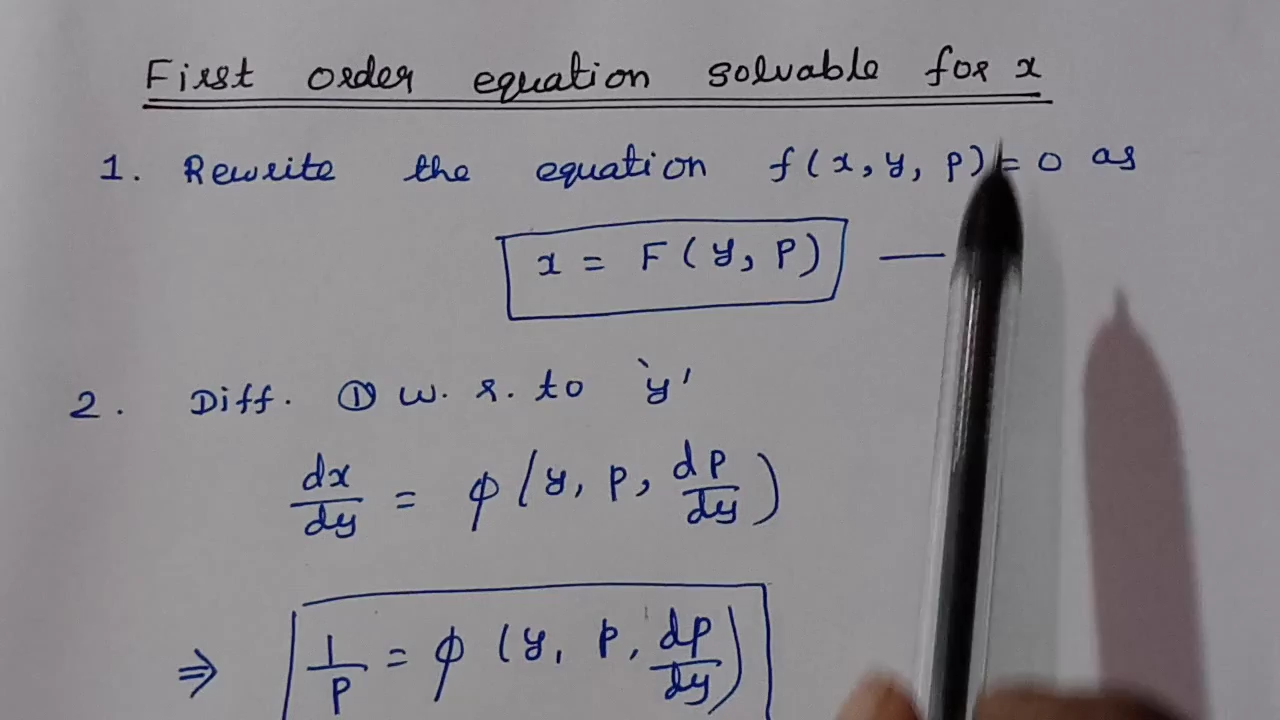 First order equation solvable for x
1. Rewrite the equation f(x, y, p) = 0 as
x = F(y, p) —
2. Diff. ① w. r. to 'y'
dx/dy = φ(y, p, dp/dy)
⇒ 1/p = φ(y, p, dp/dy)